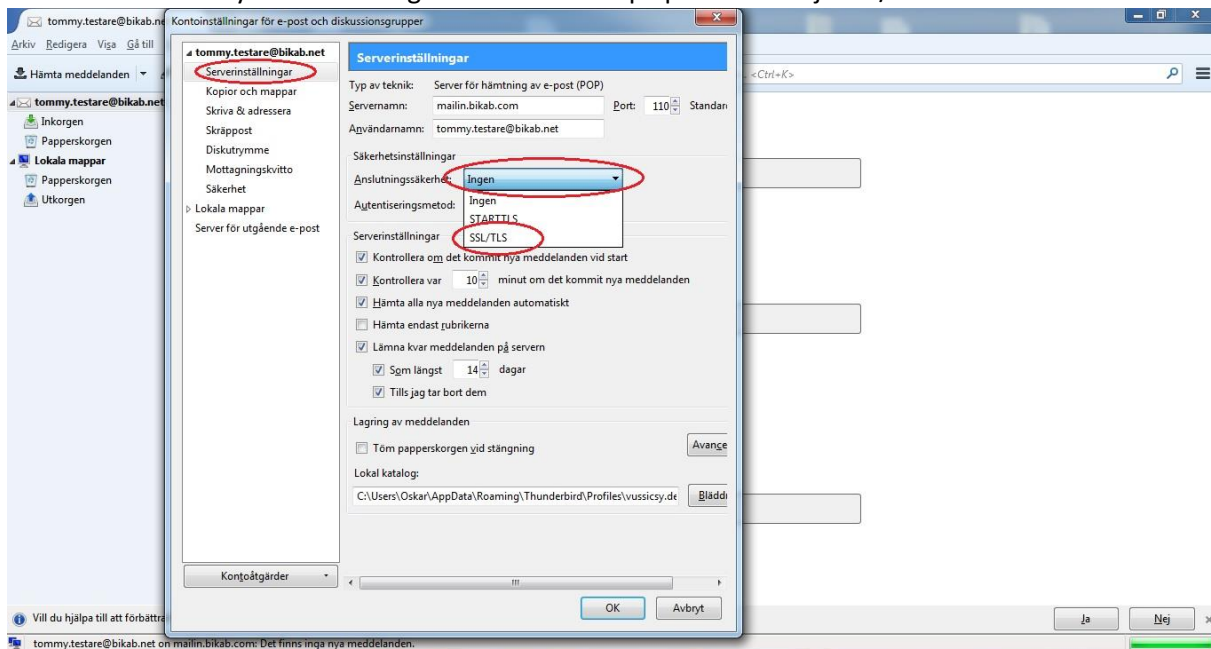 tommy.testare@bikab.ne
Kontoinställningar för e-post och diskussionsgrupper
Arkiv Redigera Visa Gå till
Hämta meddelanden
<Ctrl+K>
tommy.testare@bikab.net
Inkorgen
Papperskorgen
Lokala mappar
Papperskorgen
Utkorgen
tommy.testare@bikab.net
Serverinställningar
Kopior och mappar
Skriva & adressera
Skräppost
Diskutrymme
Mottagningskvitto
Säkerhet
Lokala mappar
Server för utgående e-post
Kontoåtgärder
Serverinställningar
Typ av teknik: Server för hämtning av e-post (POP)
Servernamn: mailin.bikab.com Port: 110 Standard
Användarnamn: tommy.testare@bikab.net
Säkerhetsinställningar
Anslutningssäkerhet: Ingen
Autentiseringsmetod: Ingen
STARTTLS
SSL/TLS
Serverinställningar
Kontrollera om det kommit nya meddelanden vid start
Kontrollera var 10 minut om det kommit nya meddelanden
Hämta alla nya meddelanden automatiskt
Hämta endast rubrikerna
Lämna kvar meddelanden på servern
Som längst 14 dagar
Tills jag tar bort dem
Lagring av meddelanden
Töm papperskorgen vid stängning Avance
Lokal katalog:
C:\Users\Oskar\AppData\Roaming\Thunderbird\Profiles\vussicsy.de Bläddr
OK Avbryt
Vill du hjälpa till att förbättra
Ja Nej
tommy.testare@bikab.net on mailin.bikab.com: Det finns inga nya meddelanden.